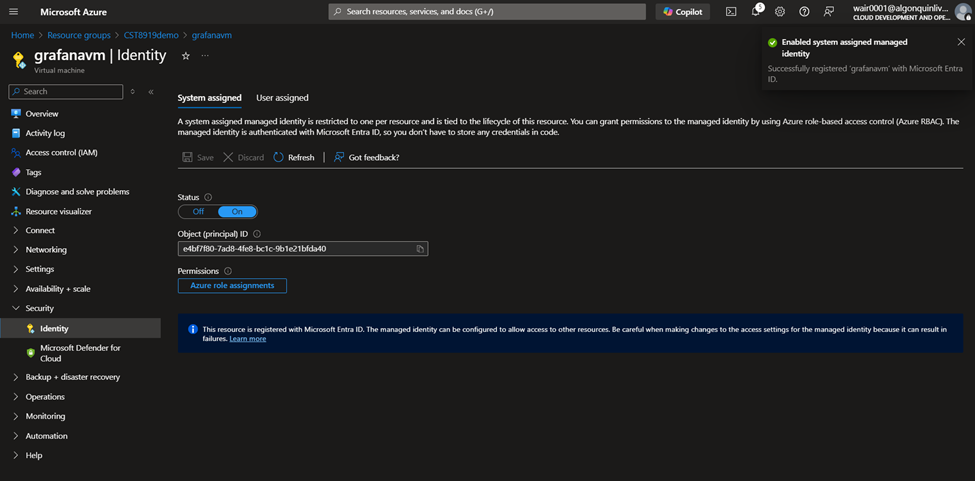 Microsoft Azure
Search resources, services, and docs (G+/)
Copilot
5
wair0001@algonquinliv...
CLOUD DEVELOPMENT AND OPE...
Home > Resource groups > CST8919demo > grafanavm
grafanavm | Identity
Virtual machine
Enabled system assigned managed
identity
Successfully registered 'grafanavm' with Microsoft Entra
ID.
Search
Overview
Activity log
Access control (IAM)
Tags
Diagnose and solve problems
Resource visualizer
Connect
Networking
Settings
Availability + scale
Security
Identity
Microsoft Defender for
Cloud
Backup + disaster recovery
Operations
Monitoring
Automation
Help
System assigned User assigned
A system assigned managed identity is restricted to one per resource and is tied to the lifecycle of this resource. You can grant permissions to the managed identity by using Azure role-based access control (Azure RBAC). The
managed identity is authenticated with Microsoft Entra ID, so you don't have to store any credentials in code.
Save Discard Refresh Got feedback?
Status
Off On
Object (principal) ID
e4bf7f80-7ad8-4fe8-bc1c-9b1e21bfda40
Permissions
Azure role assignments
This resource is registered with Microsoft Entra ID. The managed identity can be configured to allow access to other resources. Be careful when making changes to the access settings for the managed identity because it can result in
failures. Learn more